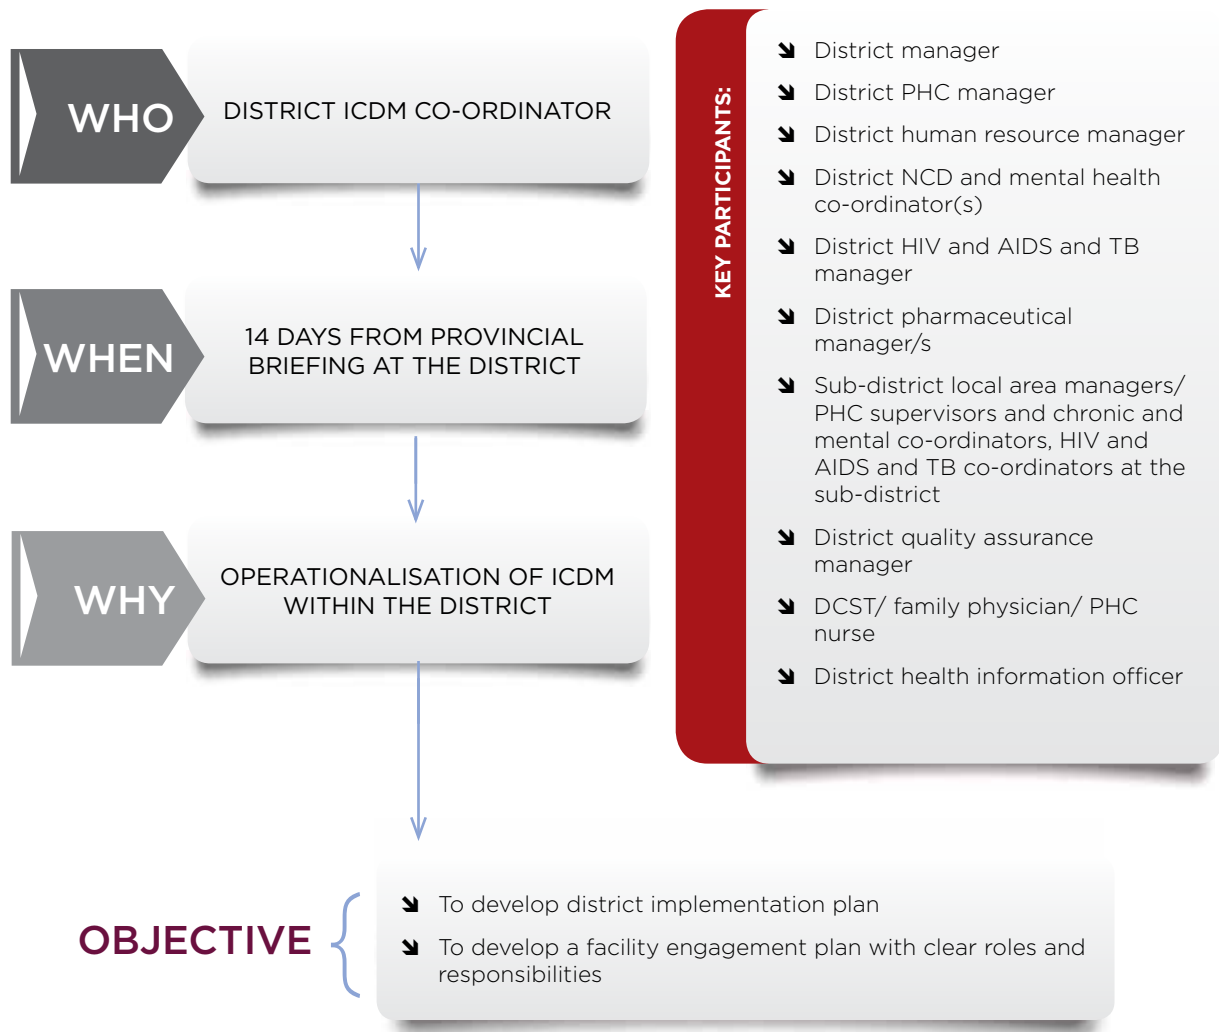 WHO
DISTRICT ICDM CO-ORDINATOR
WHEN
14 DAYS FROM PROVINCIAL
BRIEFING AT THE DISTRICT
WHY
OPERATIONALISATION OF ICDM
WITHIN THE DISTRICT
KEY PARTICIPANTS:
District manager
District PHC manager
District human resource manager
District NCD and mental health
co-ordinator(s)
District HIV and AIDS and TB
manager
District pharmaceutical
manager/s
Sub-district local area managers/
PHC supervisors and chronic and
mental co-ordinators, HIV and
AIDS and TB co-ordinators at the
sub-district
District quality assurance
manager
DCST/ family physician/ PHC
nurse
District health information officer
OBJECTIVE
To develop district implementation plan
To develop a facility engagement plan with clear roles and
responsibilities